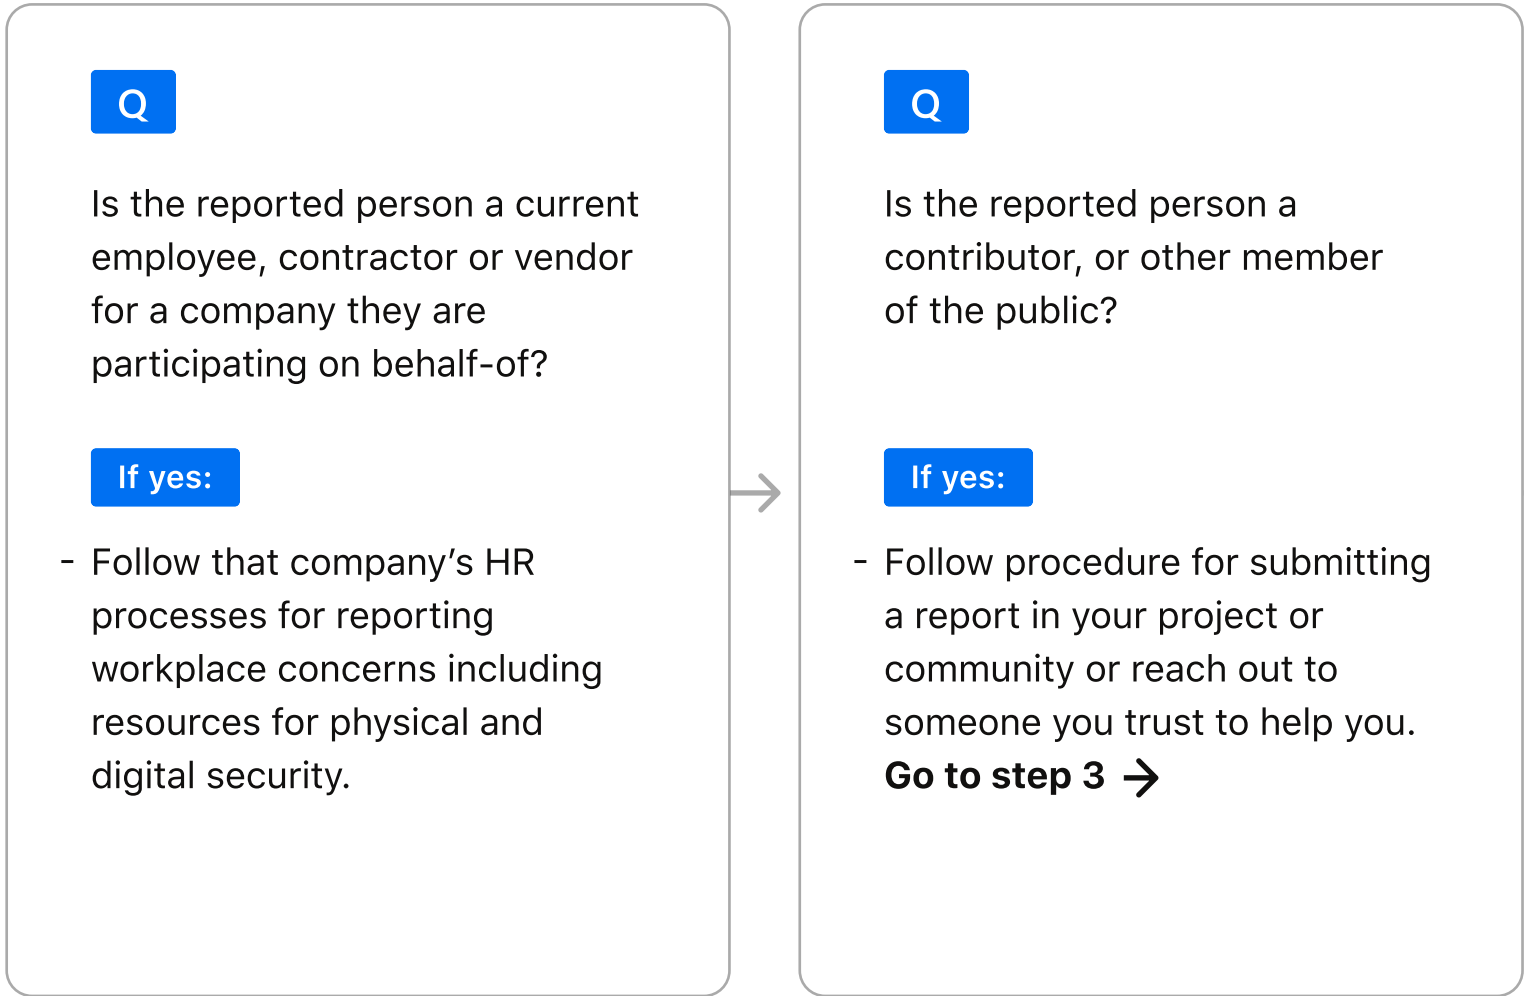 Q
Is the reported person a current
employee, contractor or vendor
for a company they are
participating on behalf-of?
If yes:
- Follow that company’s HR
processes for reporting
workplace concerns including
resources for physical and
digital security.
Q
Is the reported person a
contributor, or other member
of the public?
If yes:
- Follow procedure for submitting
a report in your project or
community or reach out to
someone you trust to help you.
Go to step 3 →